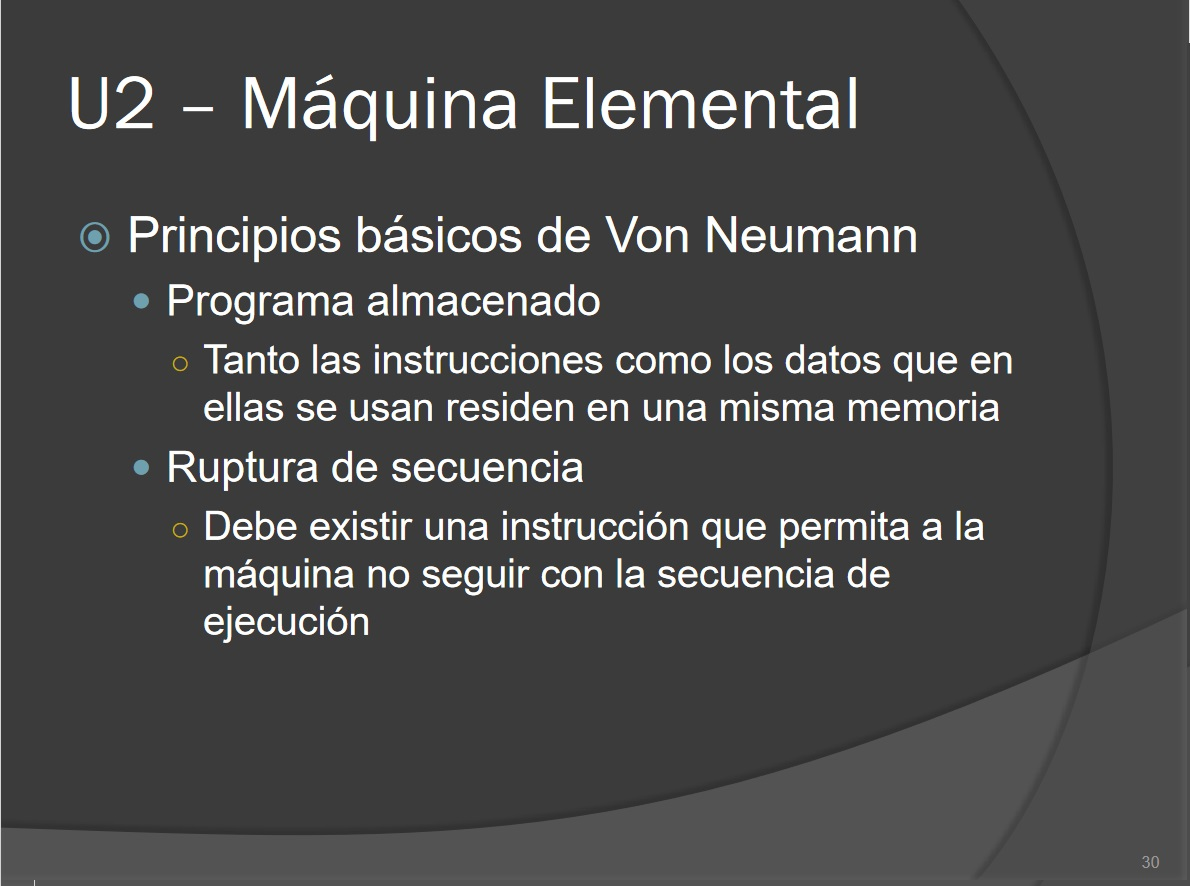 U2 – Máquina Elemental
Principios básicos de Von Neumann
Programa almacenado
Tanto las instrucciones como los datos que en
ellas se usan residen en una misma memoria
Ruptura de secuencia
Debe existir una instrucción que permita a la
máquina no seguir con la secuencia de
ejecución
30